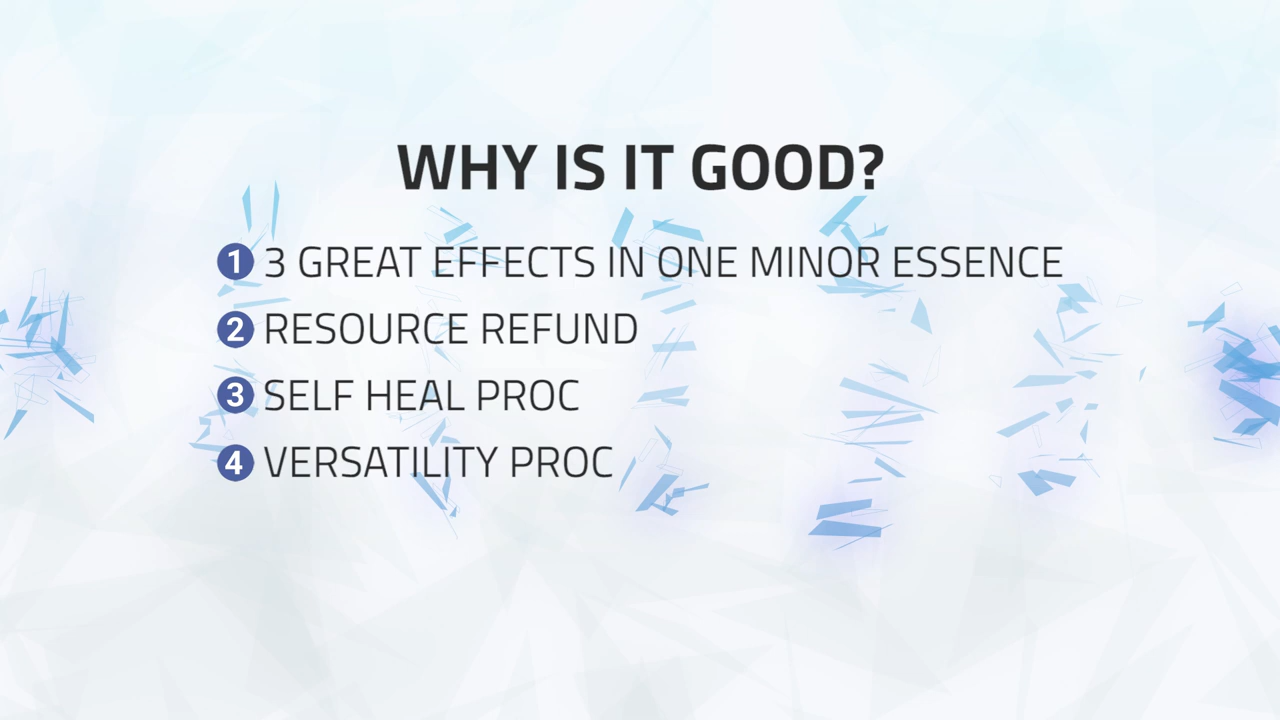 WHY IS IT GOOD?
1 3 GREAT EFFECTS IN ONE MINOR ESSENCE
2 RESOURCE REFUND
3 SELF HEAL PROC
4 VERSATILITY PROC